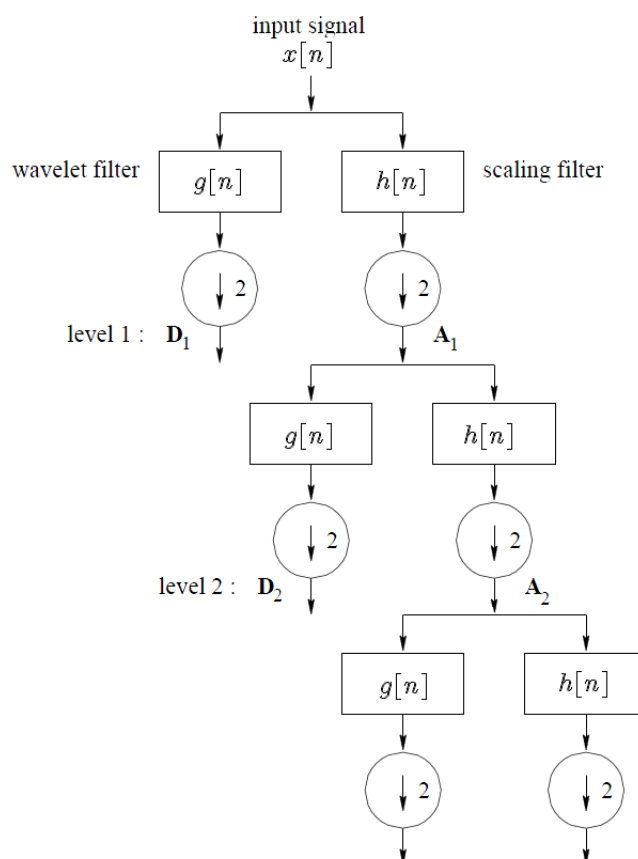 input signal
x[n]
wavelet filter g[n] h[n] scaling filter
2 2
level 1 : D₁ A₁
g[n] h[n]
2 2
level 2 : D₂ A₂
g[n] h[n]
2 2